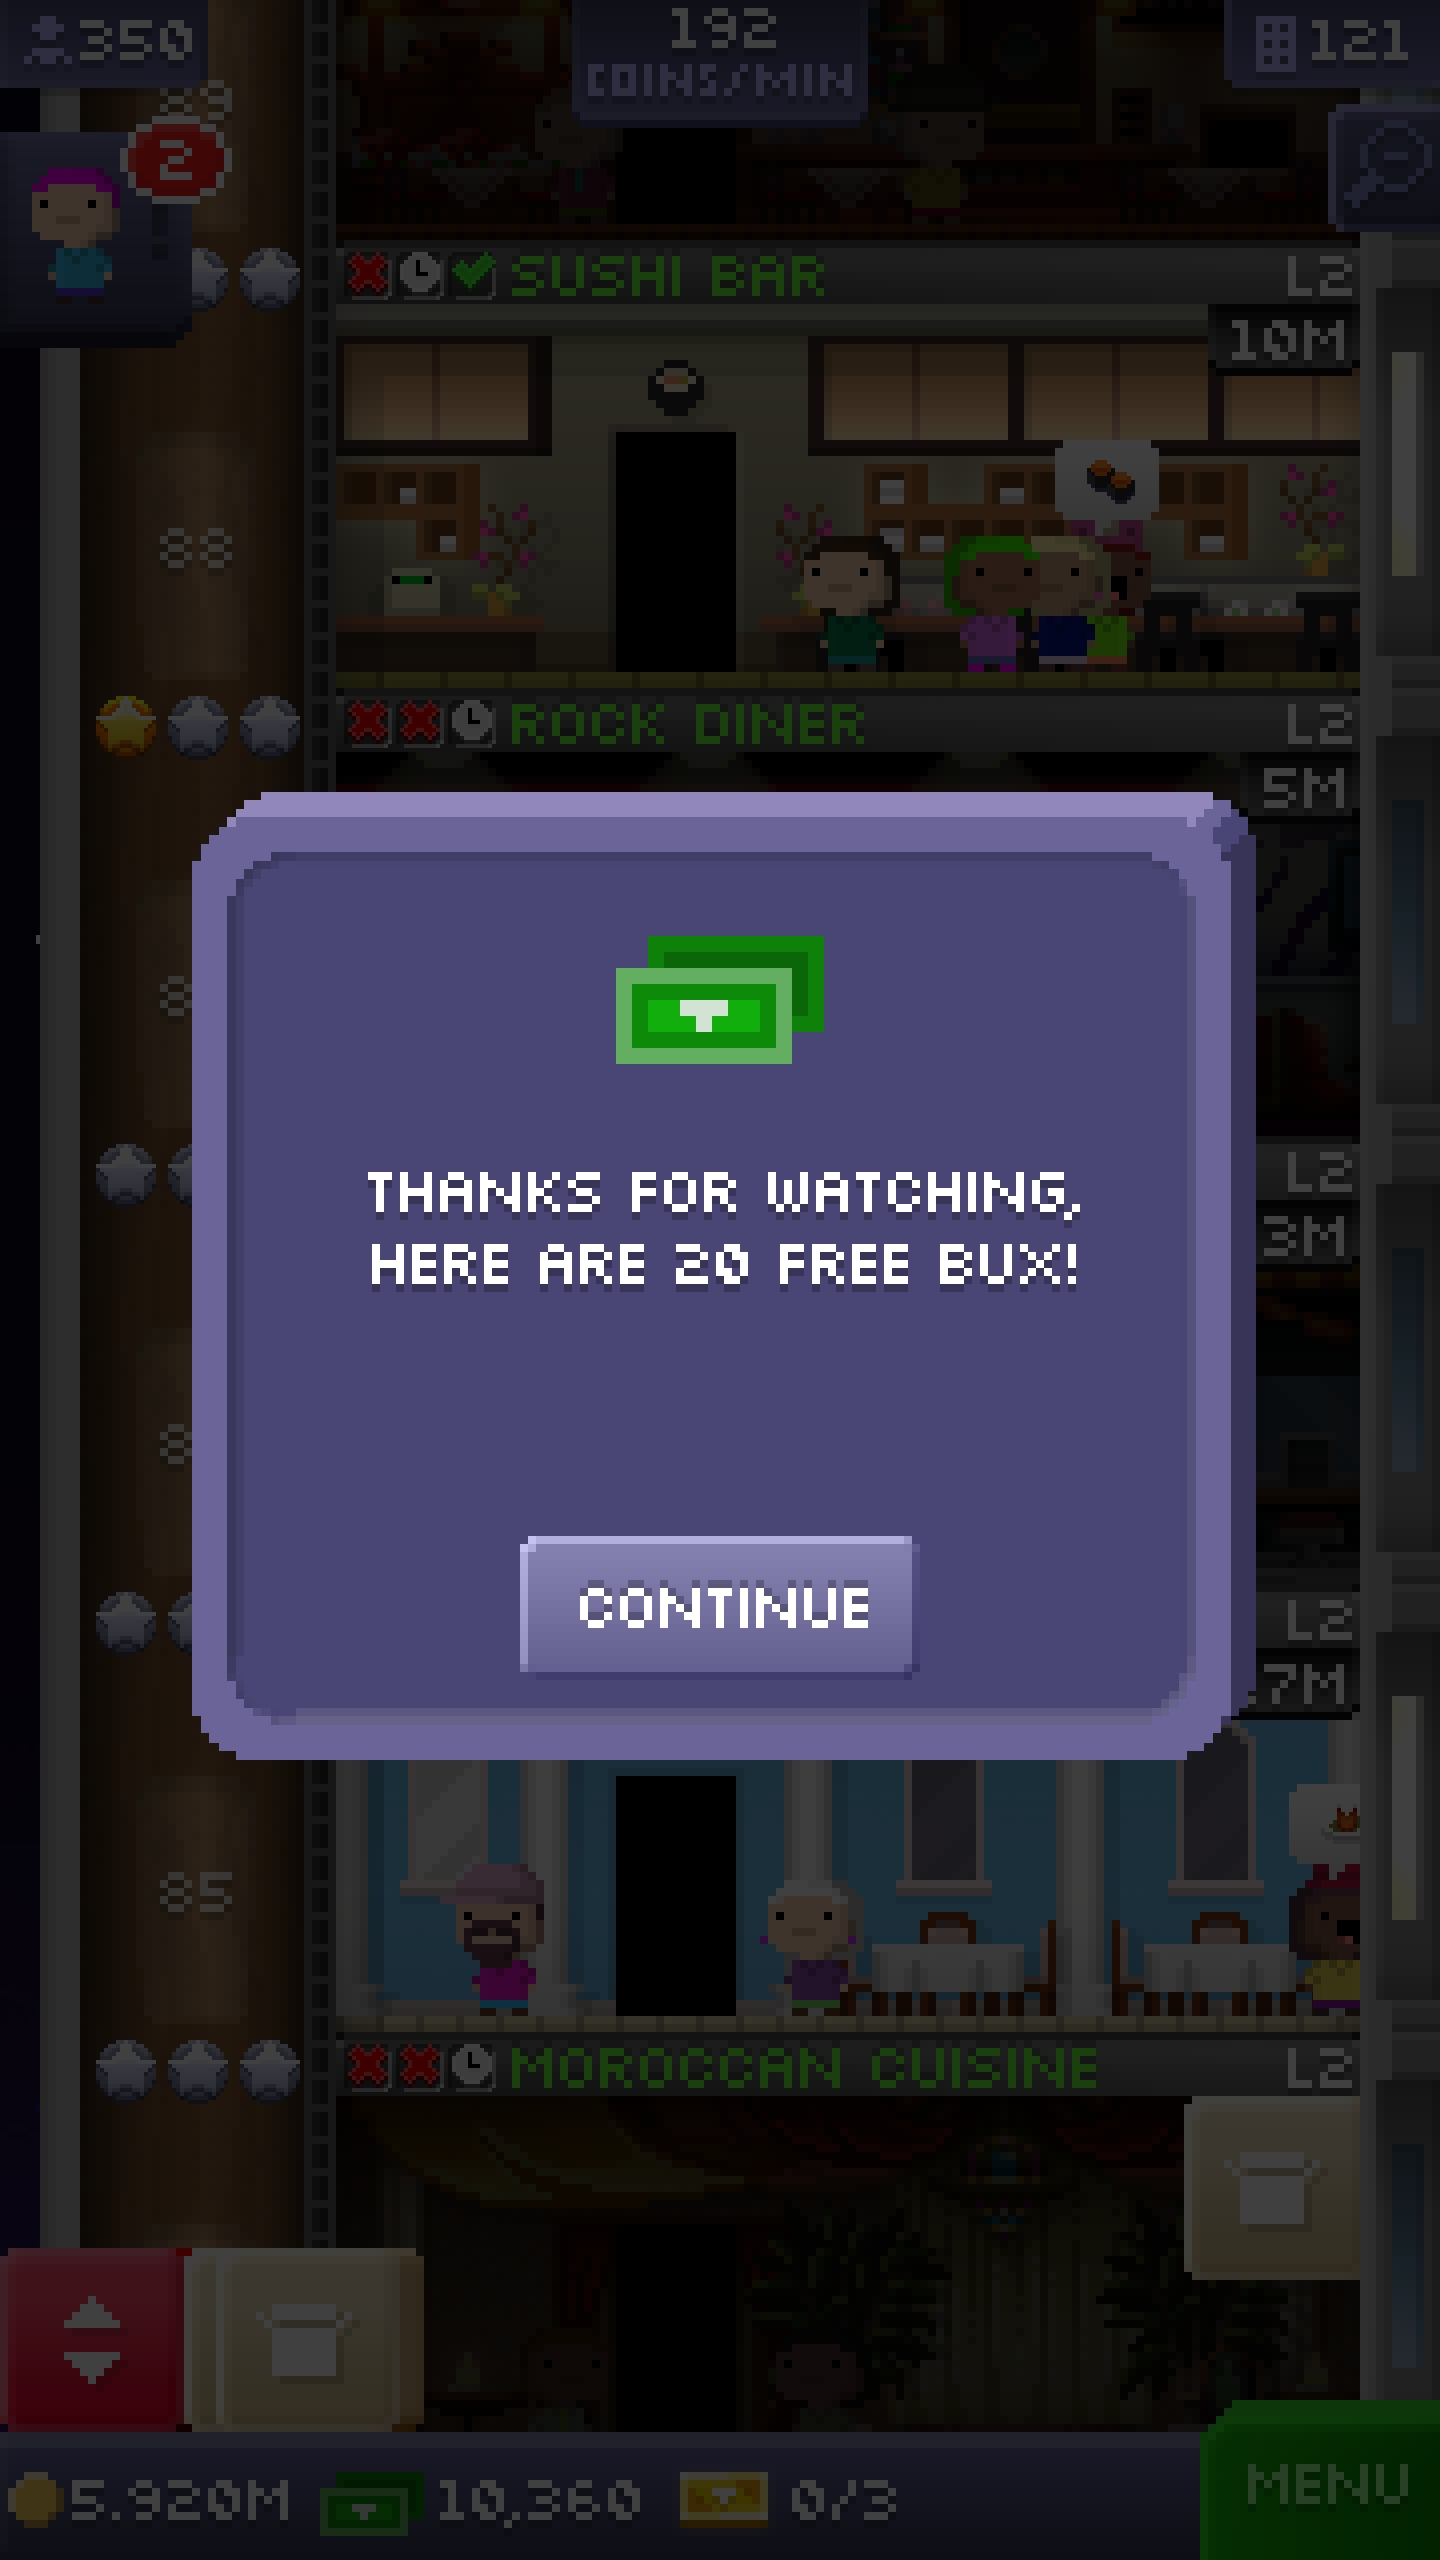 350
192
COINS/MIN
121
89
2
SUSHI BAR
L2
10M
88
ROCK DINER
L2
5M
THANKS FOR WATCHING,
HERE ARE 20 FREE BUX!
L2
3M
CONTINUE
L2
7M
85
MOROCCAN CUISINE
L2
5.920M
10,360
0/3
MENU